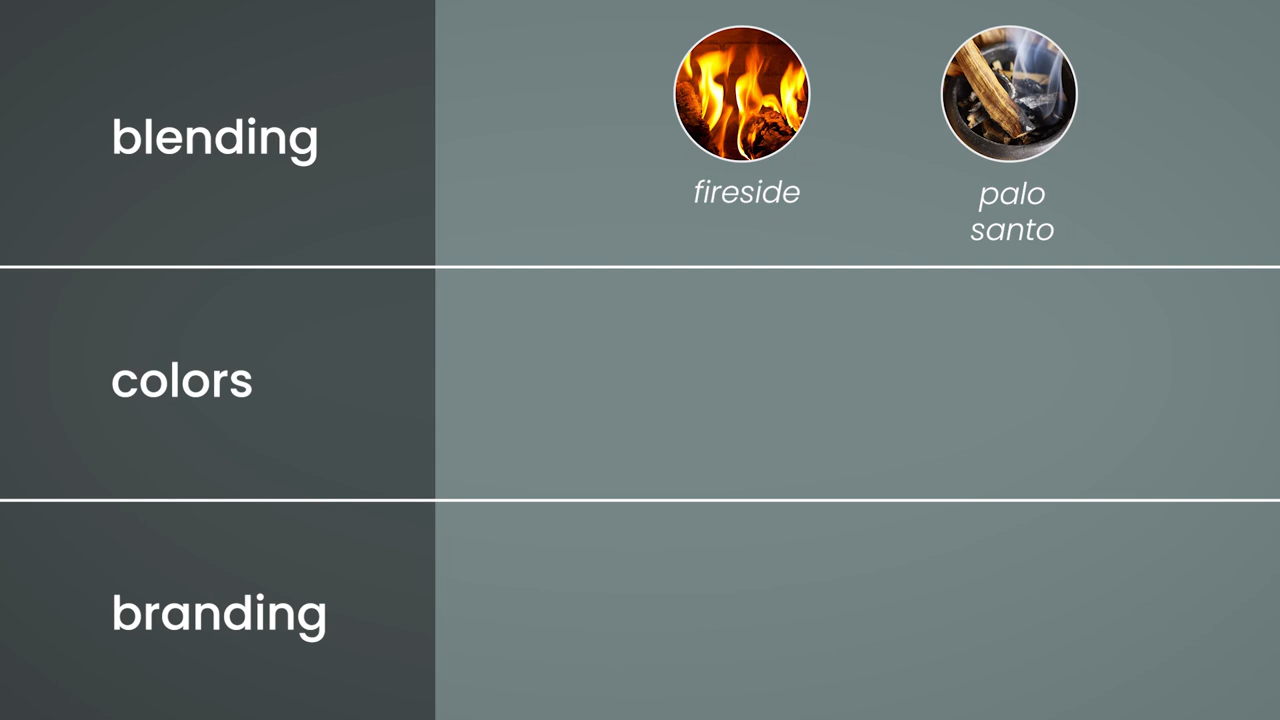 blending
fireside
palo
santo
colors
branding